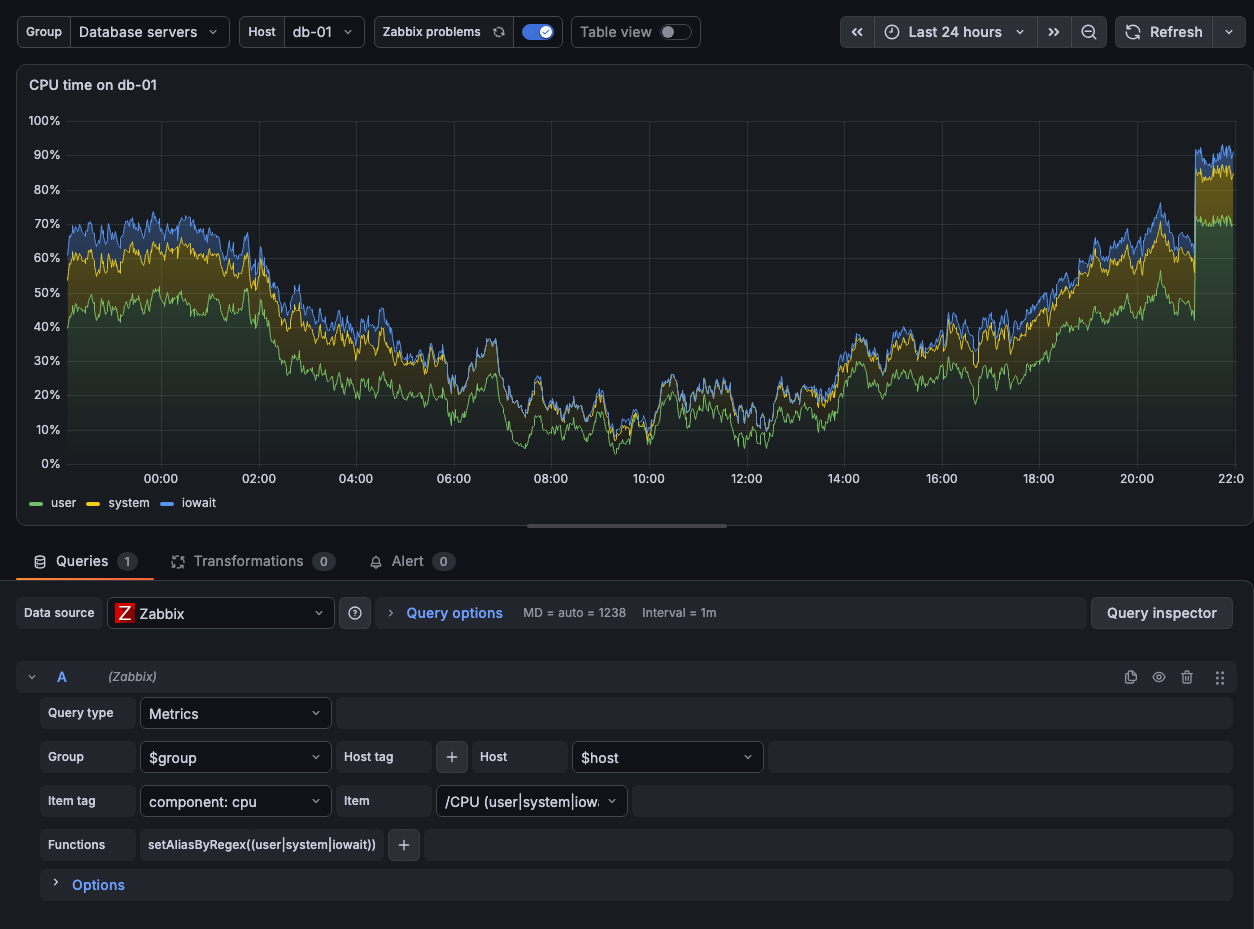 Group Database servers Host db-01 Zabbix problems Table view Last 24 hours Refresh
CPU time on db-01
100%
90%
80%
70%
60%
50%
40%
30%
20%
10%
0%
00:00 02:00 04:00 06:00 08:00 10:00 12:00 14:00 16:00 18:00 20:00 22:0
user system iowait
Queries 1 Transformations 0 Alert 0
Data source Z Zabbix Query options MD = auto = 1238 Interval = 1m Query inspector
A (Zabbix)
Query type Metrics
Group $group Host tag Host $host
Item tag component: cpu Item /CPU (user|system|iowa
Functions setAliasByRegex((user|system|iowait))
Options